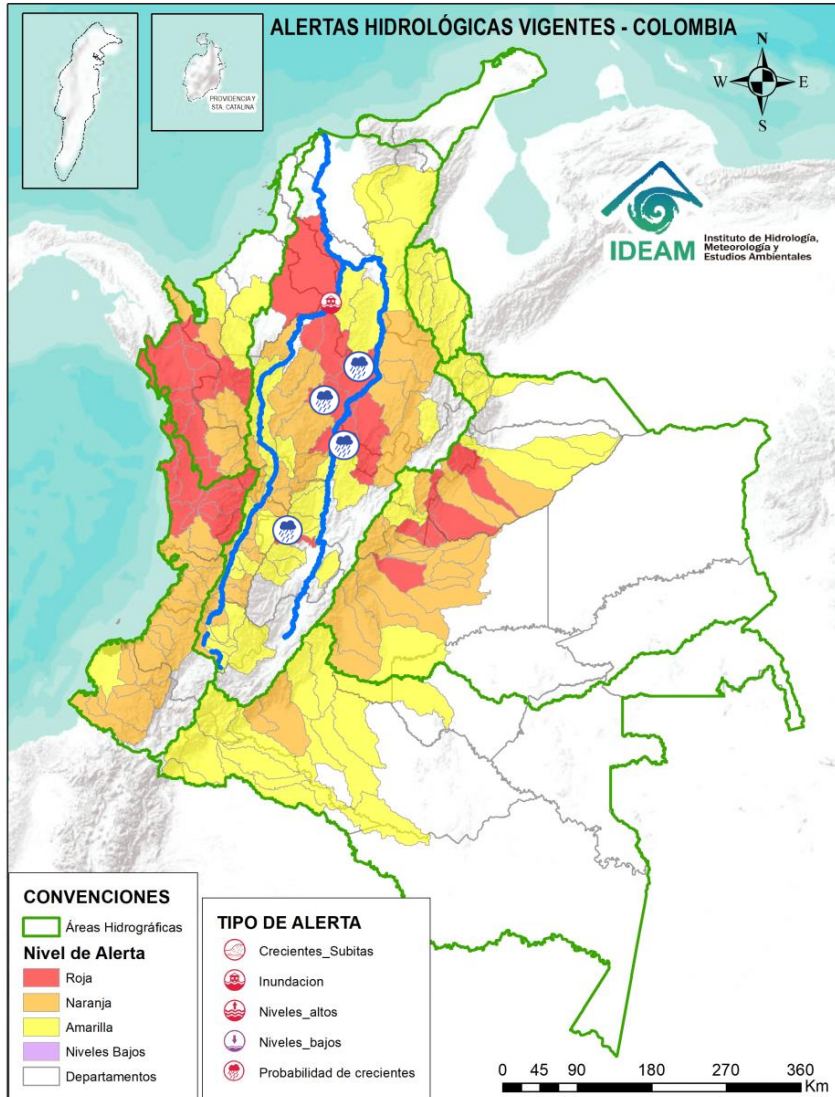 ALERTAS HIDROLÓGICAS VIGENTES - COLOMBIA
PROVIDENCIA Y
STA. CATALINA
N
W
E
S
IDEAM
Instituto de Hidrología,
Meteorología y
Estudios Ambientales
CONVENCIONES
Áreas Hidrográficas
Nivel de Alerta
Roja
Naranja
Amarilla
Niveles Bajos
Departamentos
TIPO DE ALERTA
Crecientes_Subitas
Inundacion
Niveles_altos
Niveles_bajos
Probabilidad de crecientes
0 45 90 180 270 360
Km